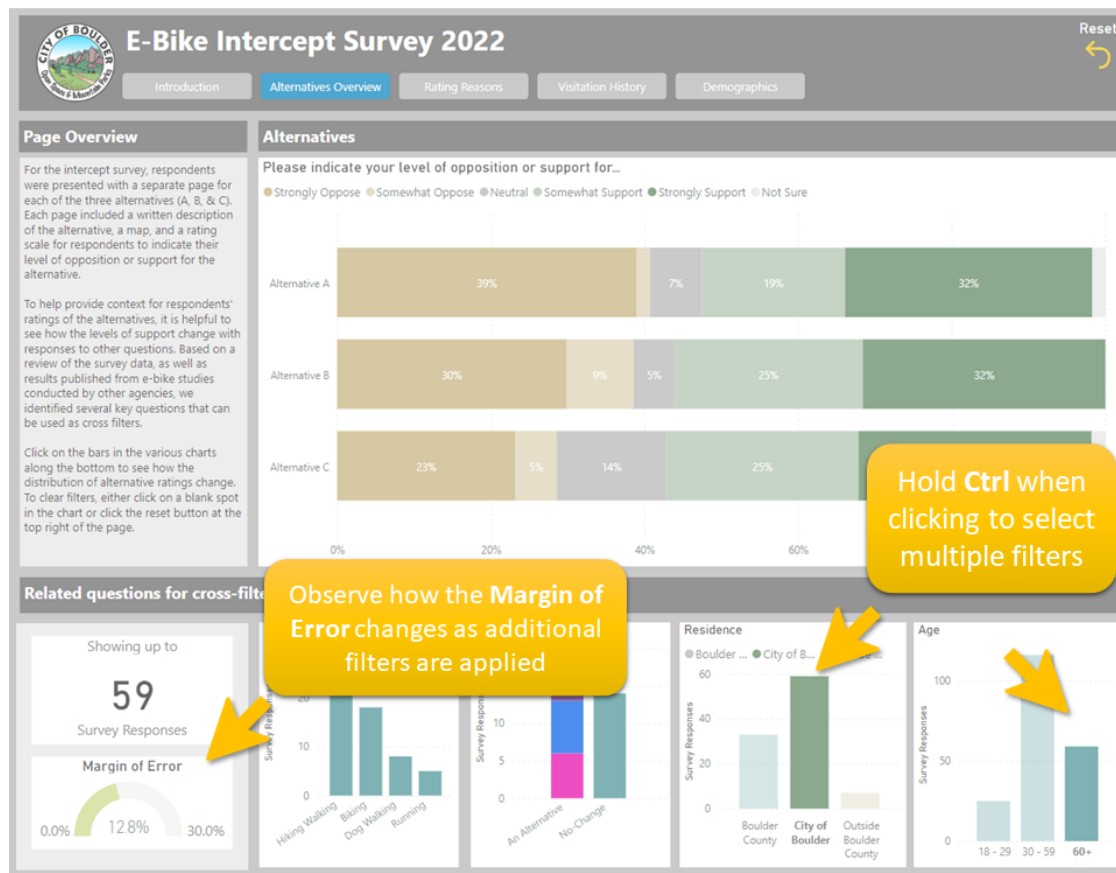 CITY OF BOULDER
Open Space & Mountain Parks
E-Bike Intercept Survey 2022
Reset
Introduction
Alternatives Overview
Rating Reasons
Visitation History
Demographics
Page Overview
For the intercept survey, respondents
were presented with a separate page for
each of the three alternatives (A, B, & C).
Each page included a written description
of the alternative, a map, and a rating
scale for respondents to indicate their
level of opposition or support for the
alternative.
To help provide context for respondents'
ratings of the alternatives, it is helpful to
see how the levels of support change with
responses to other questions. Based on a
review of the survey data, as well as
results published from e-bike studies
conducted by other agencies, we
identified several key questions that can
be used as cross filters.
Click on the bars in the various charts
along the bottom to see how the
distribution of alternative ratings change.
To clear filters, either click on a blank spot
in the chart or click the reset button at the
top right of the page.
Alternatives
Please indicate your level of opposition or support for...
Strongly Oppose Somewhat Oppose Neutral Somewhat Support Strongly Support Not Sure
Alternative A 39% 7% 19% 32%
Alternative B 30% 9% 5% 25% 32%
Alternative C 23% 5% 14% 25%
0% 20% 40% 60%
Hold Ctrl when
clicking to select
multiple filters
Related questions for cross-filte
Observe how the Margin of
Error changes as additional
filters are applied
Showing up to
59
Survey Responses
Margin of Error
0.0% 12.8% 30.0%
Survey Responses
20
10
0
Hiking Walking
Biking
Dog Walking
Running
Survey Respon
10
5
0
An Alternative
No-Change
Residence
Boulder ... City of B...
Survey Responses
60
40
20
0
Boulder
County
City of
Boulder
Outside
Boulder
County
Age
Survey Responses
100
50
0
18 - 29 30 - 59 60+